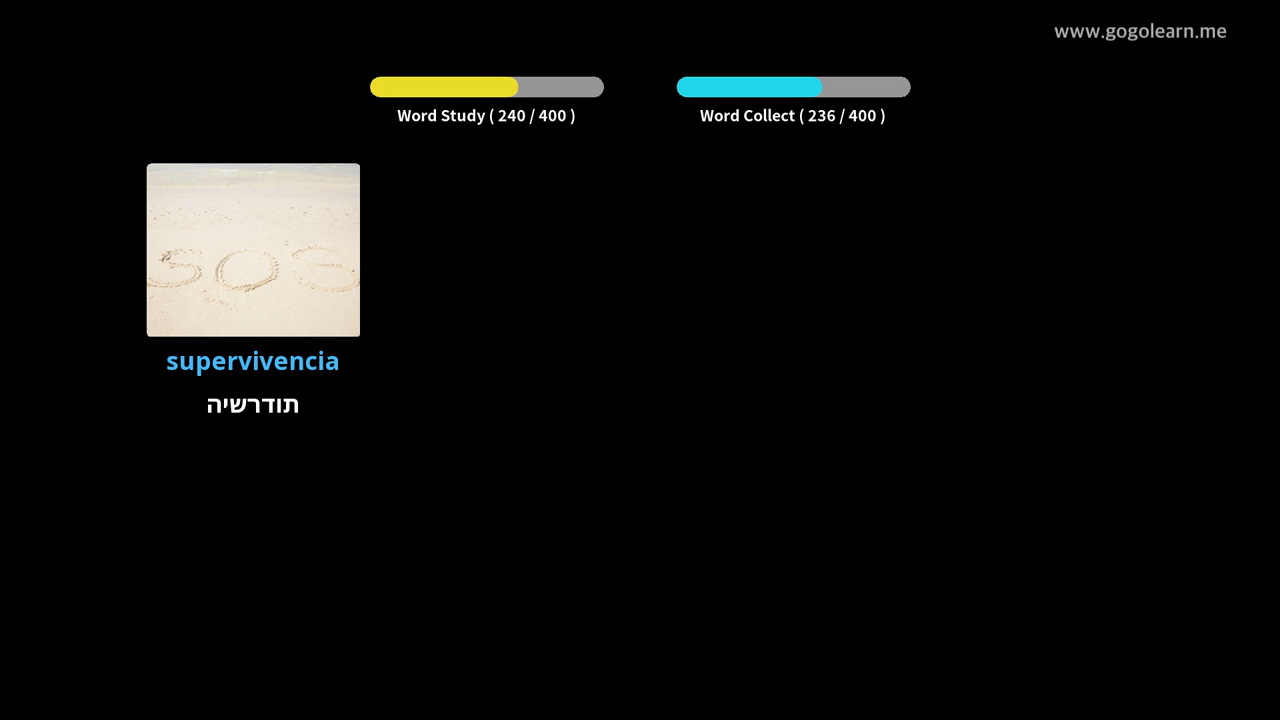 www.gogolearn.me
Word Study ( 240 / 400 )
Word Collect ( 236 / 400 )
SOS
supervivencia
תודרשיה